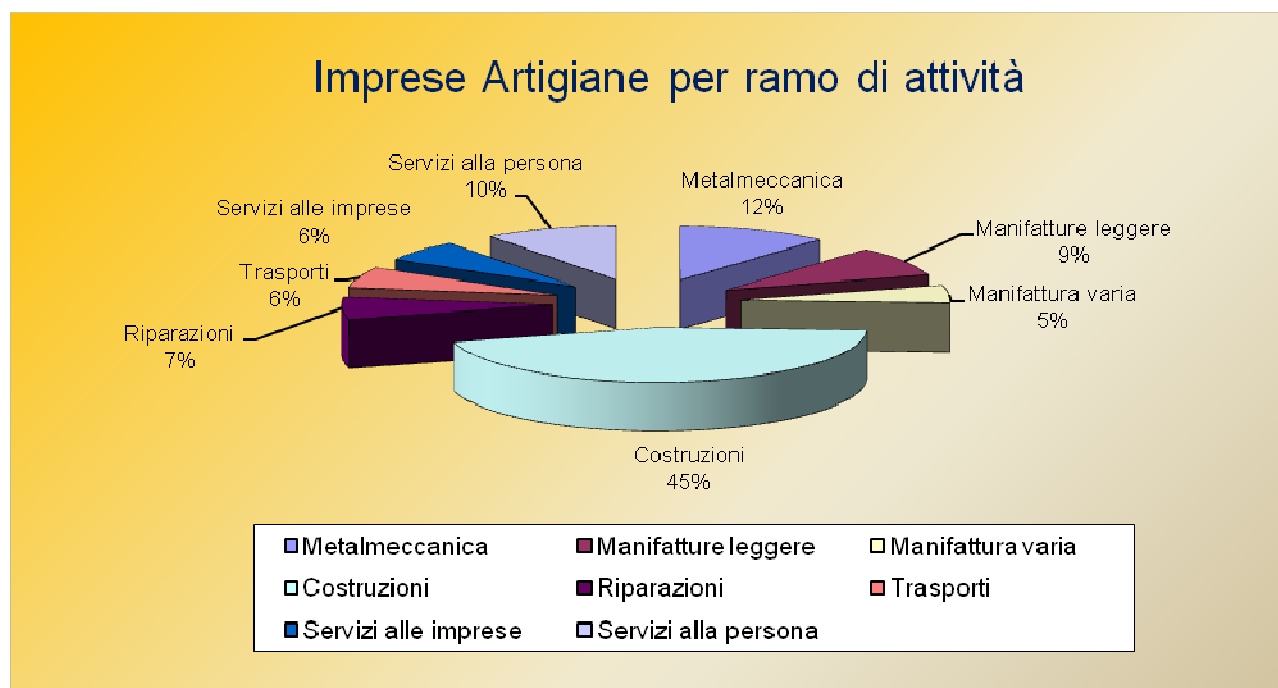 Imprese Artigiane per ramo di attività
Servizi alla persona
10%
Metalmeccanica
12%
Servizi alle imprese
6%
Manifatture leggere
9%
Trasporti
6%
Manifattura varia
5%
Riparazioni
7%
Costruzioni
45%
Metalmeccanica
Manifatture leggere
Manifattura varia
Costruzioni
Riparazioni
Trasporti
Servizi alle imprese
Servizi alla persona